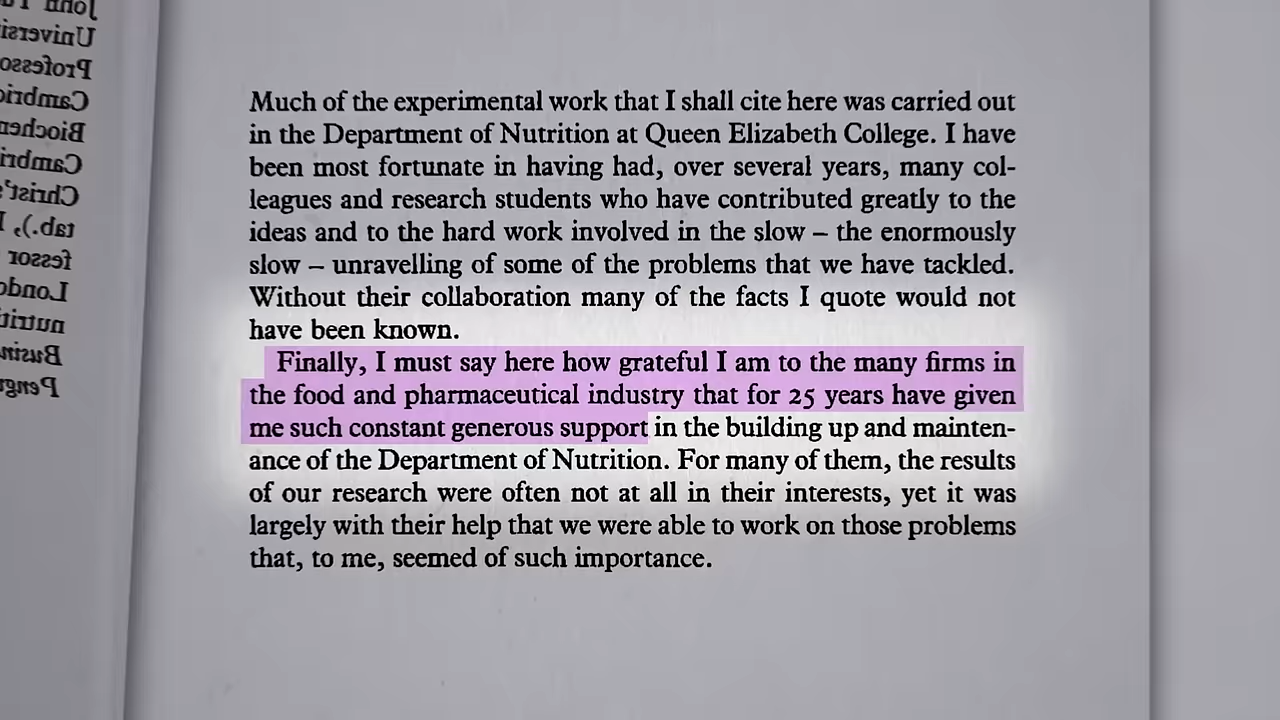 Much of the experimental work that I shall cite here was carried out
in the Department of Nutrition at Queen Elizabeth College. I have
been most fortunate in having had, over several years, many col-
leagues and research students who have contributed greatly to the
ideas and to the hard work involved in the slow – the enormously
slow – unravelling of some of the problems that we have tackled.
Without their collaboration many of the facts I quote would not
have been known.
Finally, I must say here how grateful I am to the many firms in
the food and pharmaceutical industry that for 25 years have given
me such constant generous support in the building up and mainten-
ance of the Department of Nutrition. For many of them, the results
of our research were often not at all in their interests, yet it was
largely with their help that we were able to work on those problems
that, to me, seemed of such importance.